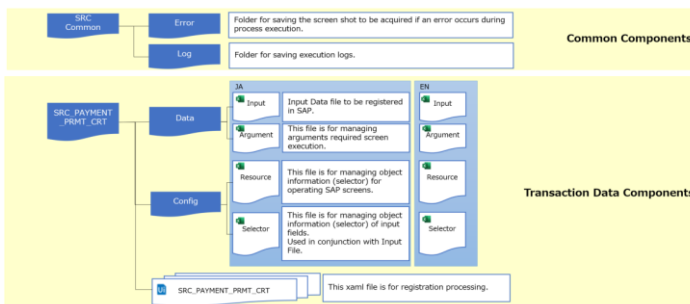 SRC
Common
Error
Folder for saving the screen shot to be acquired if an error occurs during
process execution.
Log
Folder for saving execution logs.
Common Components
SRC_PAYMENT
_PRMT_CRT
Data
JA
Input
Input Data file to be registered
in SAP.
Argument
This file is for managing
arguments required screen
execution.
EN
Input
Argument
Config
Resource
This file is for managing object
information (selector) for
operating SAP screens.
Resource
Selector
This file is for managing object
information (selector) of input
fields.
Used in conjunction with Input
File.
Selector
Transaction Data Components
Ui
SRC_PAYMENT_PRMT_CRT
This xaml file is for registration processing.